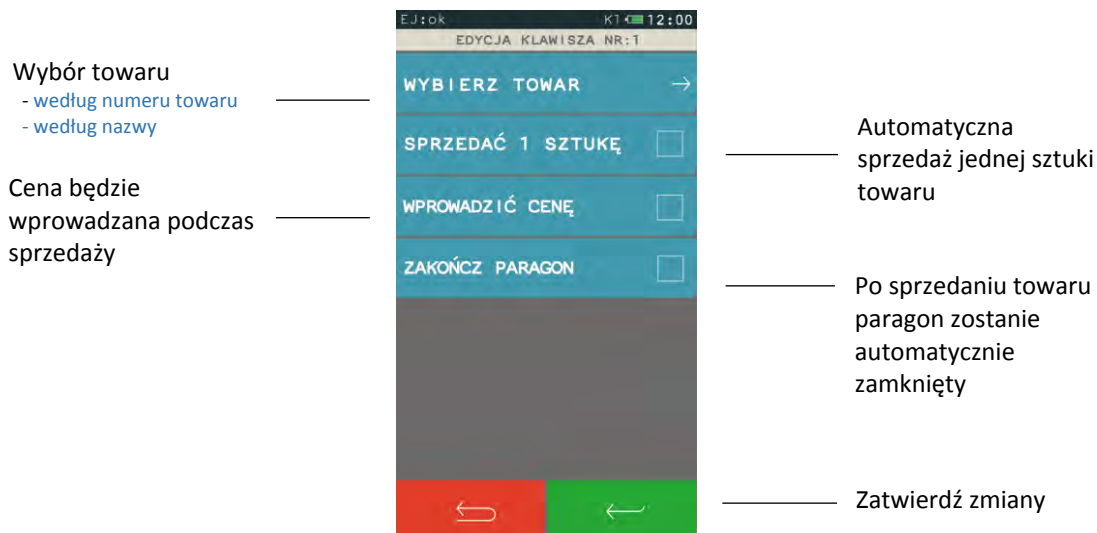 EJ:ok K1 12:00
EDYCJA KLAWISZA NR:1
Wybór towaru
- według numeru towaru
- według nazwy
WYBIERZ TOWAR →
SPRZEDAĆ 1 SZTUKĘ
Automatyczna
sprzedaż jednej sztuki
towaru
Cena będzie
wprowadzana podczas
sprzedaży
WPROWADZIĆ CENĘ
ZAKOŃCZ PARAGON
Po sprzedaniu towaru
paragon zostanie
automatycznie
zamknięty
Zatwierdź zmiany